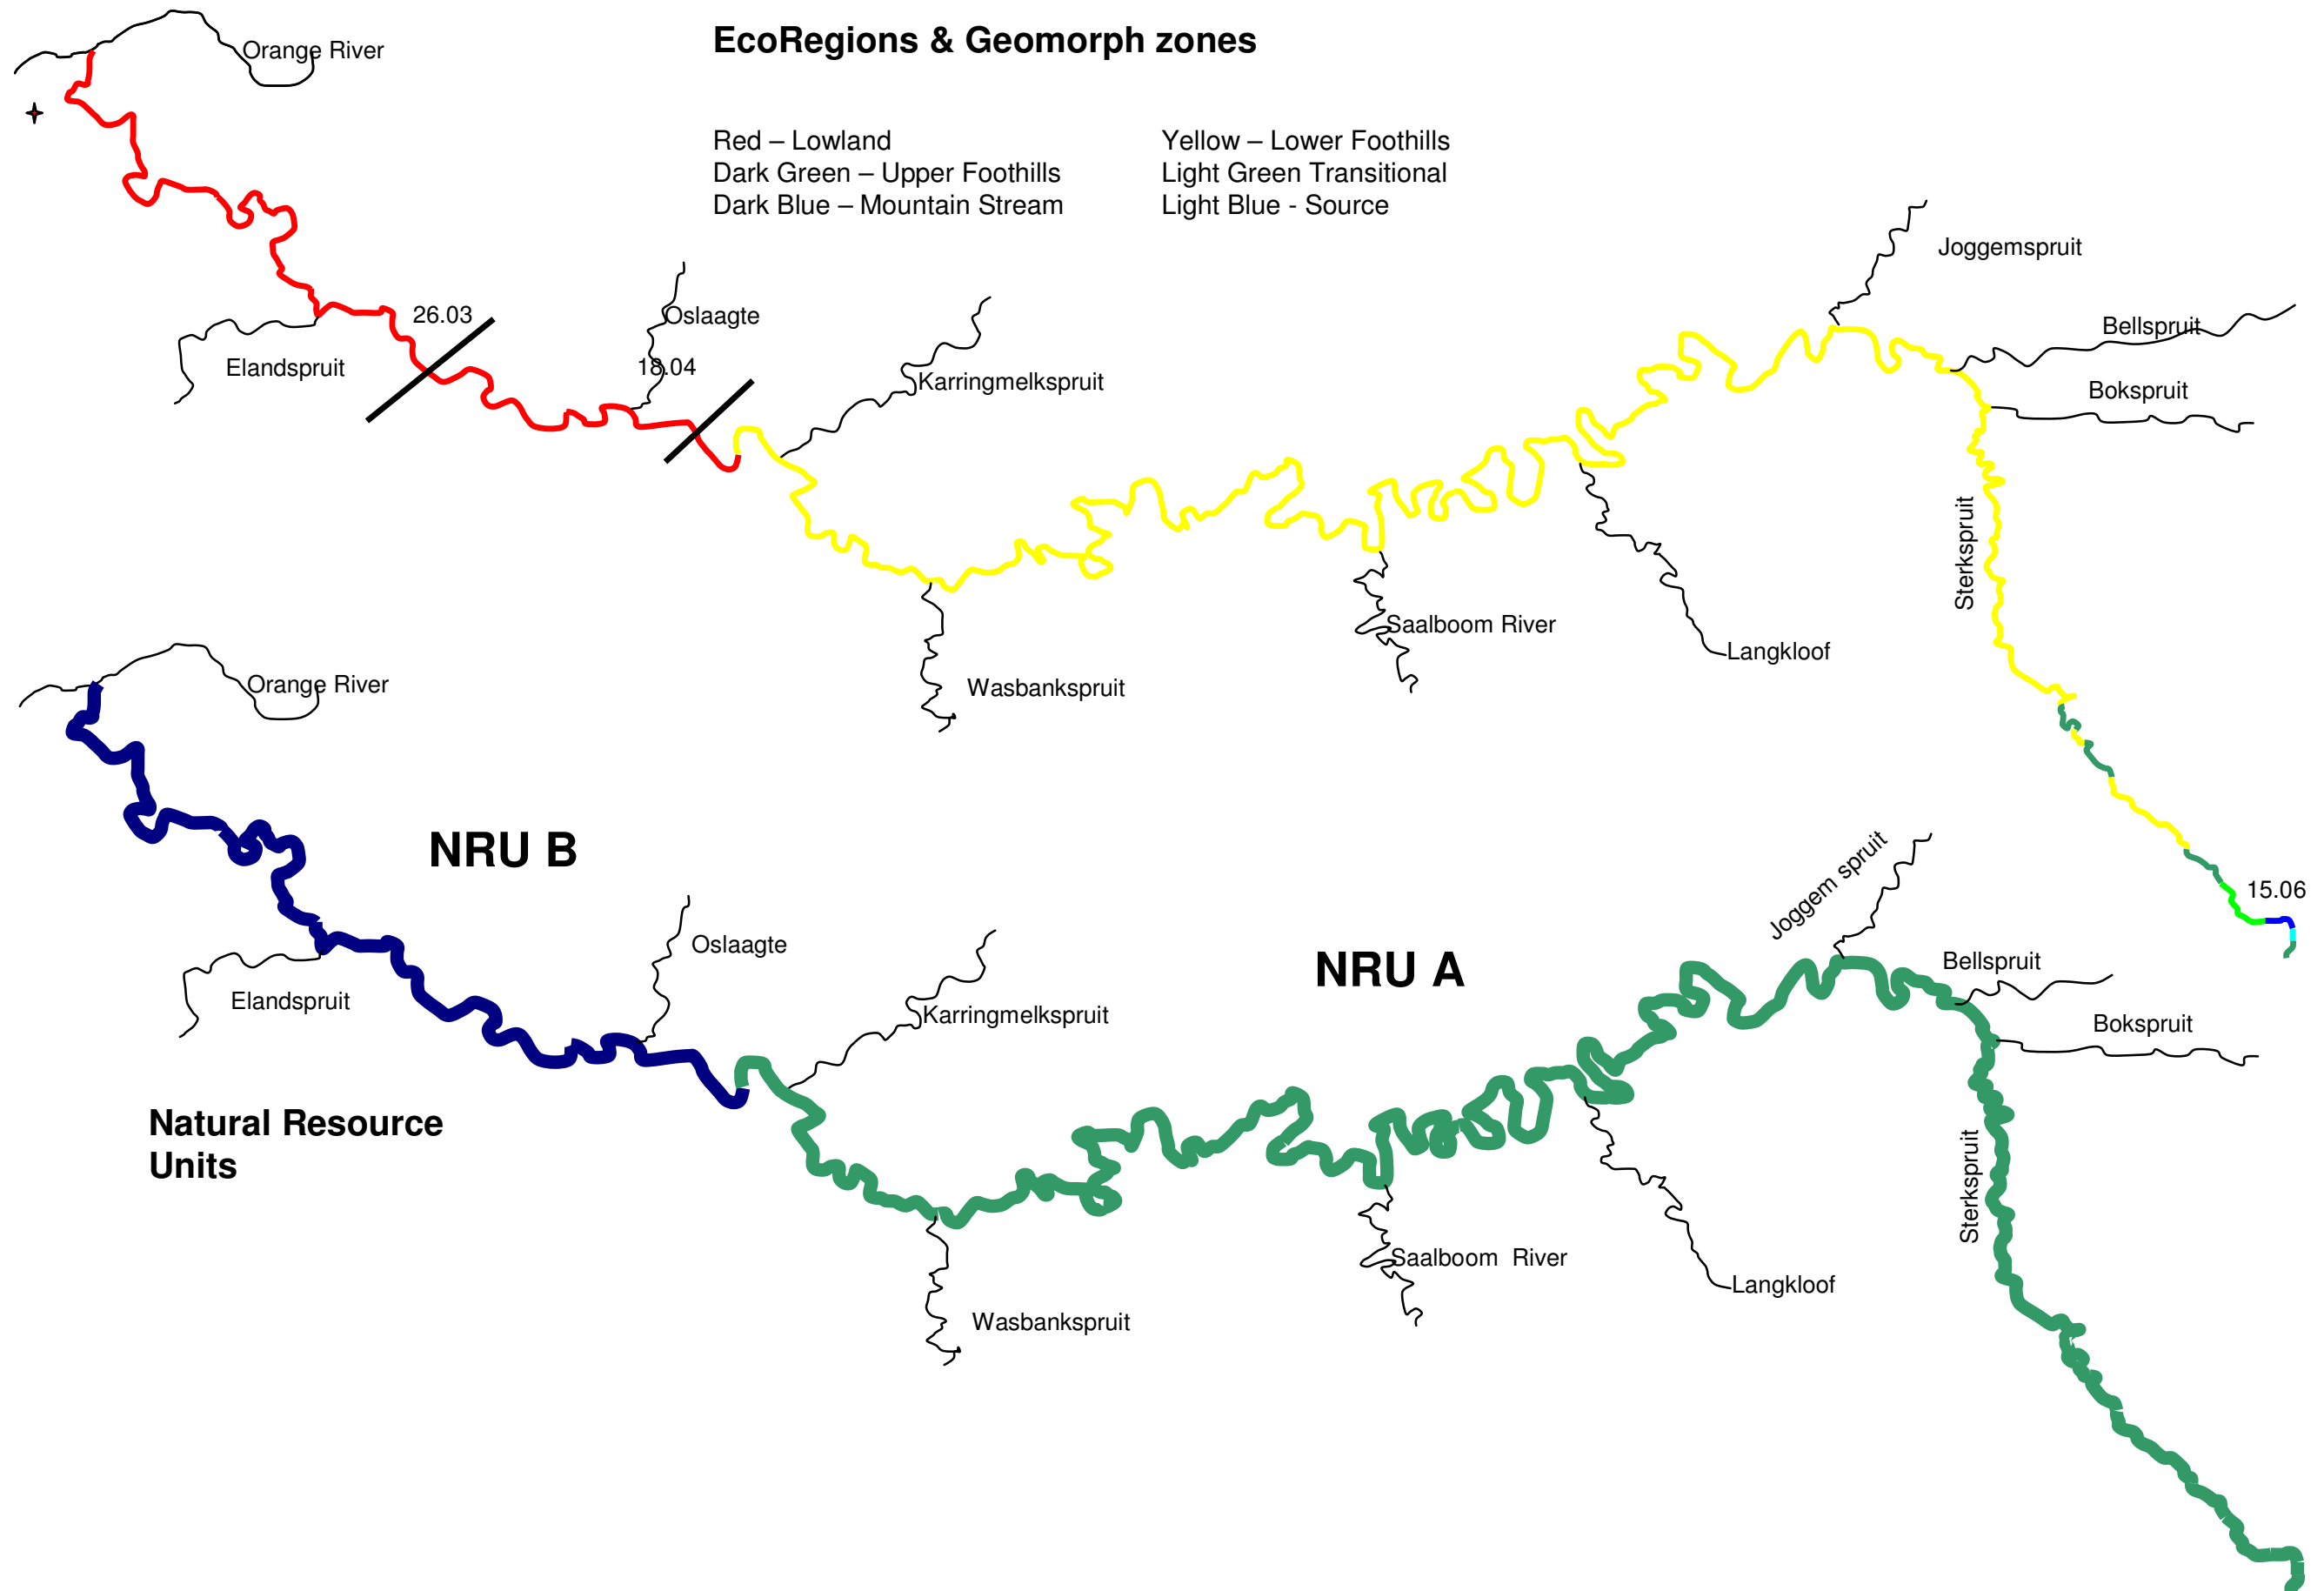 EcoRegions & Geomorph zones
Orange River
Red – Lowland
Dark Green – Upper Foothills
Dark Blue – Mountain Stream
Yellow – Lower Foothills
Light Green Transitional
Light Blue - Source
Joggemspruit
26.03
Oslaagte
Bellspruit
Elandspruit
18.04
Karringmelkspruit
Bokspruit
Sterkspruit
Saalboom River
Langkloof
Wasbankspruit
15.06
Orange River
NRU B
Joggem spruit
Oslaagte
NRU A
Bellspruit
Elandspruit
Karringmelkspruit
Bokspruit
Natural Resource
Units
Sterkspruit
Saalboom River
Langkloof
Wasbankspruit